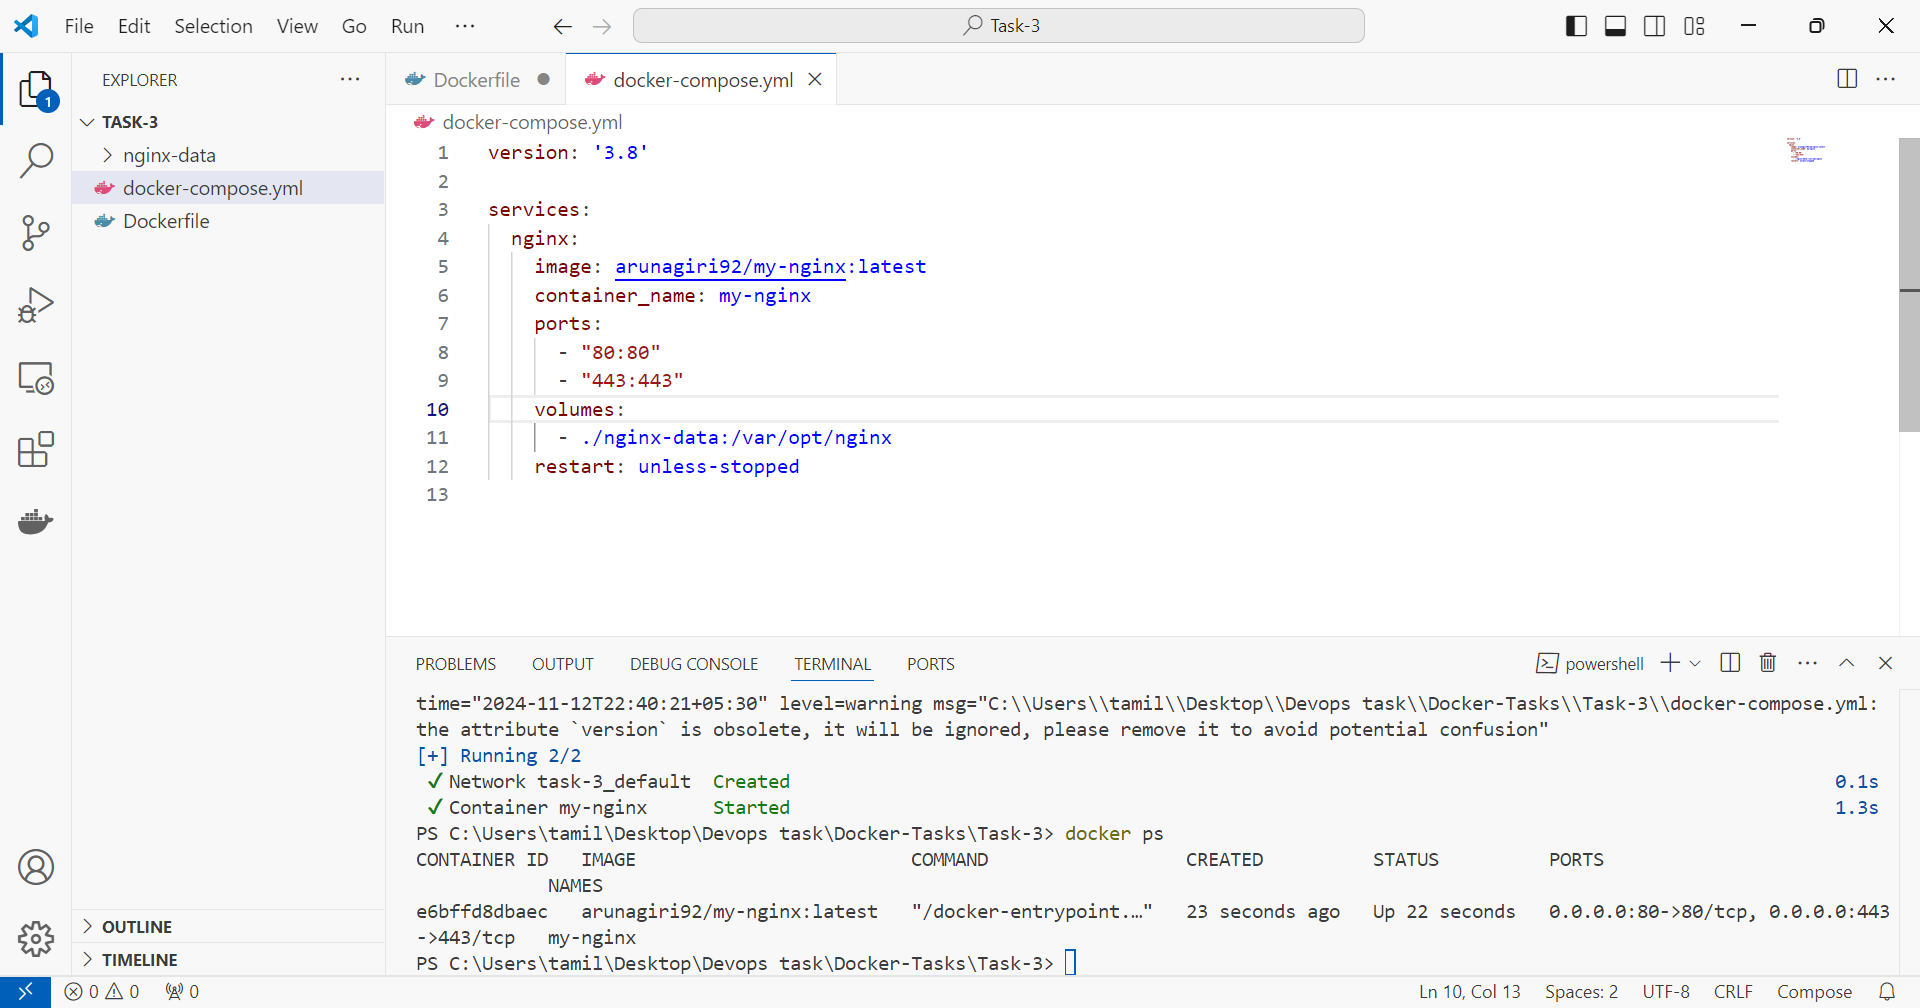 File Edit Selection View Go Run ···
Task-3
EXPLORER ···
1
TASK-3
nginx-data
docker-compose.yml
Dockerfile
OUTLINE
TIMELINE
Dockerfile
docker-compose.yml
docker-compose.yml
1 version: '3.8'
2
3 services:
4 nginx:
5 image: arunagiri92/my-nginx:latest
6 container_name: my-nginx
7 ports:
8 - "80:80"
9 - "443:443"
10 volumes:
11 - ./nginx-data:/var/opt/nginx
12 restart: unless-stopped
13
PROBLEMS OUTPUT DEBUG CONSOLE TERMINAL PORTS
powershell
time="2024-11-12T22:40:21+05:30" level=warning msg="C:\\Users\\tamil\\Desktop\\Devops task\\Docker-Tasks\\Task-3\\docker-compose.yml:
the attribute `version` is obsolete, it will be ignored, please remove it to avoid potential confusion"
[+] Running 2/2
✔ Network task-3_default Created 0.1s
✔ Container my-nginx Started 1.3s
PS C:\Users\tamil\Desktop\Devops task\Docker-Tasks\Task-3> docker ps
CONTAINER ID IMAGE COMMAND CREATED STATUS PORTS
NAMES
e6bffd8dbaec arunagiri92/my-nginx:latest "/docker-entrypoint.…" 23 seconds ago Up 22 seconds 0.0.0.0:80->80/tcp, 0.0.0.0:443
->443/tcp my-nginx
PS C:\Users\tamil\Desktop\Devops task\Docker-Tasks\Task-3>
0 0 0
Ln 10, Col 13 Spaces: 2 UTF-8 CRLF Compose